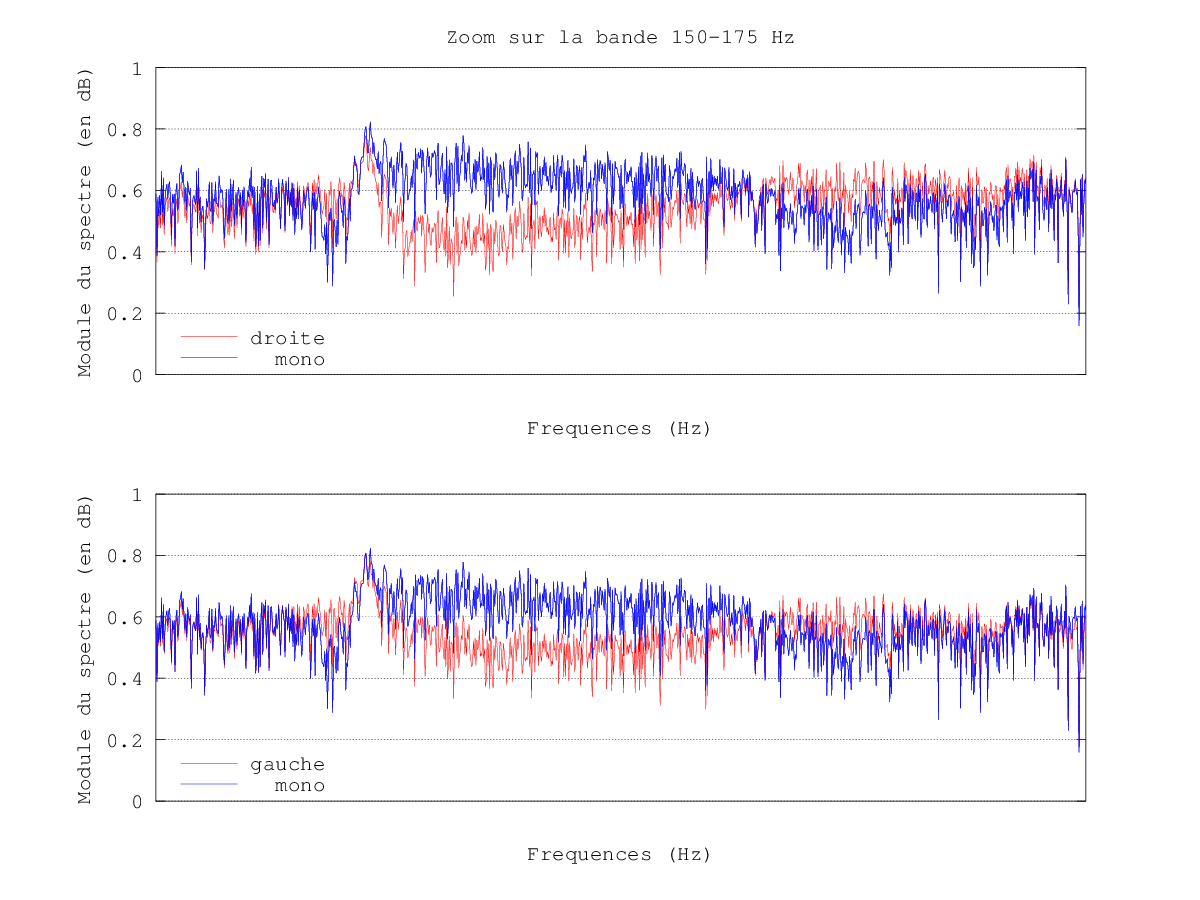 Zoom sur la bande 150-175 Hz
Module du spectre (en dB)
1
0.8
0.6
0.4
0.2
0
droite
mono
Frequences (Hz)
Module du spectre (en dB)
1
0.8
0.6
0.4
0.2
0
gauche
mono
Frequences (Hz)